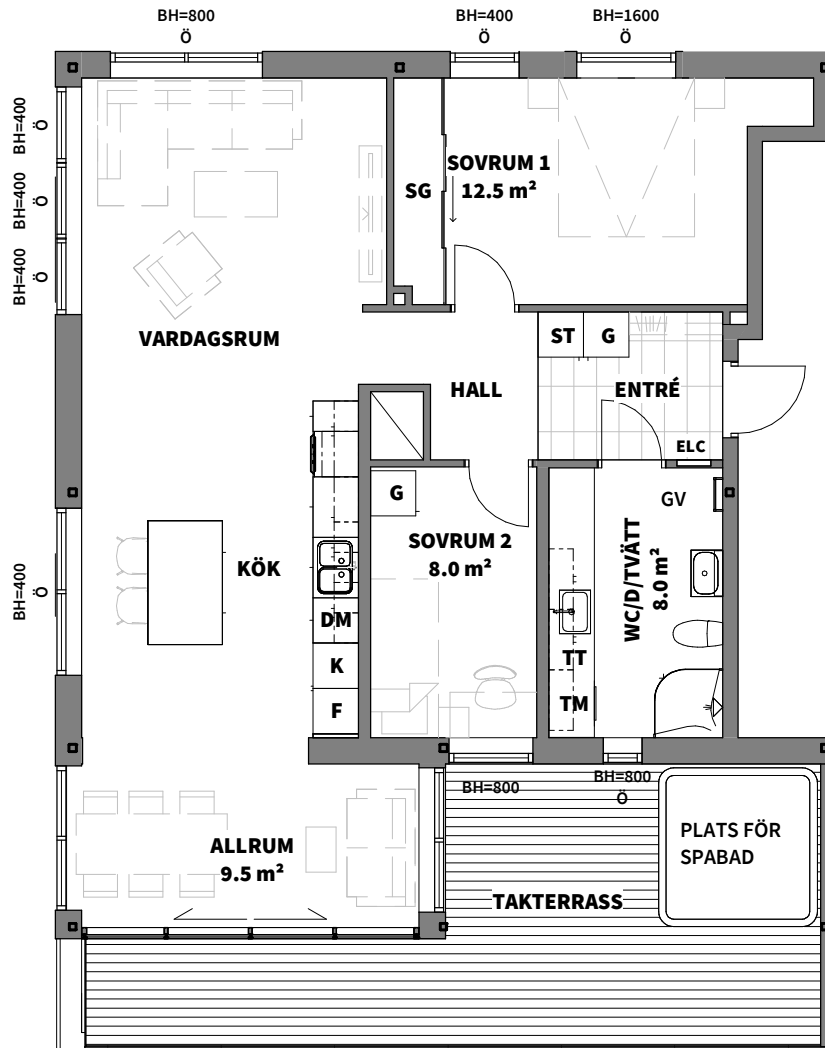 BH=800
Ö
BH=400
Ö
BH=1600
Ö
BH=400
Ö
BH=400
Ö
BH=400
Ö
SOVRUM 1
12.5 m²
SG
VARDAGSRUM
ST
G
HALL
ENTRÉ
ELC
G
GV
SOVRUM 2
8.0 m²
WC/D/TVÄTT
8.0 m²
BH=400
Ö
KÖK
DM
K
F
TT
TM
BH=800
BH=800
Ö
PLATS FÖR
SPABAD
ALLRUM
9.5 m²
TAKTERRASS